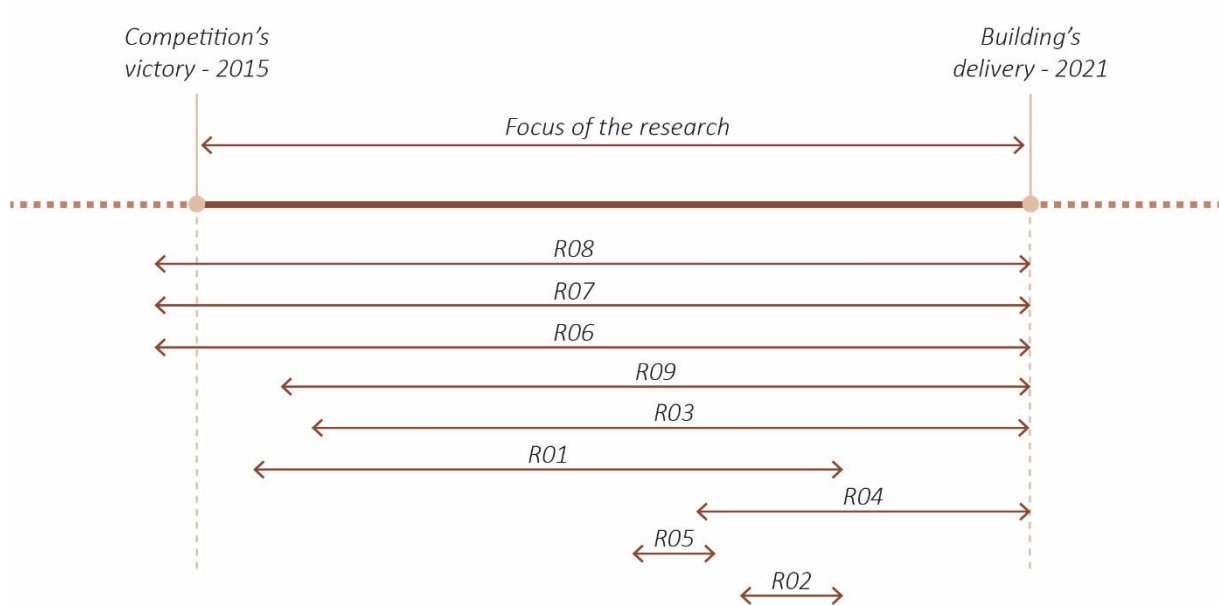 Competition's
victory - 2015
Building's
delivery - 2021
Focus of the research
R08
R07
R06
R09
R03
R01
R04
R05
R02